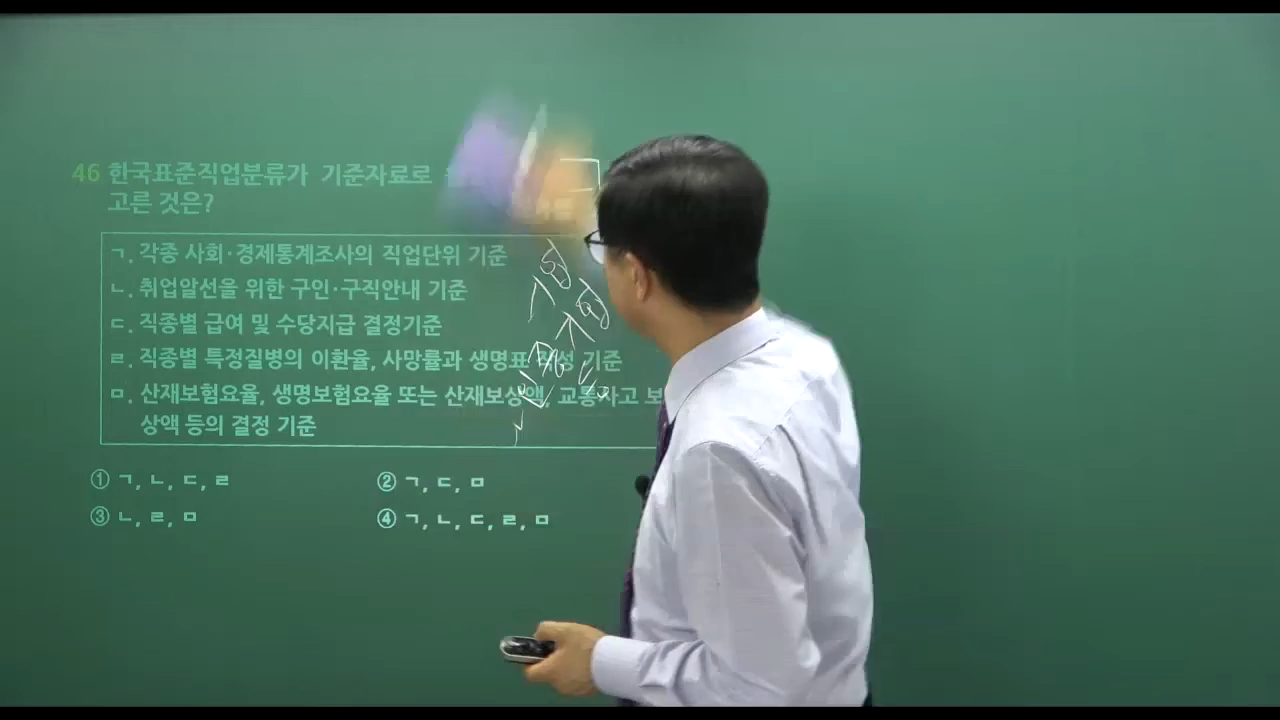 46 한국표준직업분류가 기준자료로
고른 것은?
ㄱ. 각종 사회·경제통계조사의 직업단위 기준
ㄴ. 취업알선을 위한 구인·구직안내 기준
ㄷ. 직종별 급여 및 수당지급 결정기준
ㄹ. 직종별 특정질병의 이환율, 사망률과 생명표 작성 기준
ㅁ. 산재보험요율, 생명보험요율 또는 산재보상액, 교통사고 보
상액 등의 결정 기준
① ㄱ, ㄴ, ㄷ, ㄹ
② ㄱ, ㄷ, ㅁ
③ ㄴ, ㄹ, ㅁ
④ ㄱ, ㄴ, ㄷ, ㄹ, ㅁ